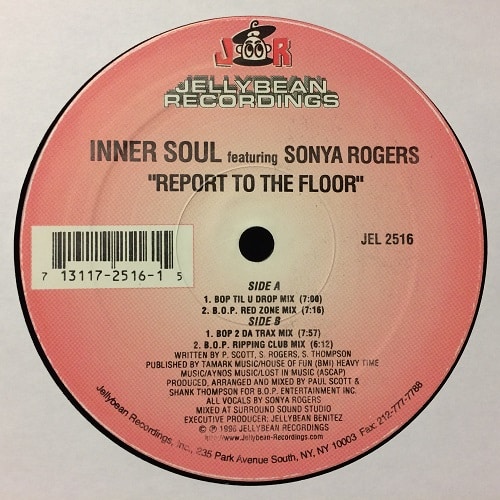 J R
JELLYBEAN
RECORDINGS
INNER SOUL featuring SONYA ROGERS
"REPORT TO THE FLOOR"
JEL 2516
7 13117-2516-1 5
SIDE A
1. BOP TIL U DROP MIX (7:00)
2. B.O.P. RED ZONE MIX (7:16)
SIDE B
1. BOP 2 DA TRAX MIX (7:57)
2. B.O.P. RIPPING CLUB MIX (6:12)
WRITTEN BY P. SCOTT, S. ROGERS, S. THOMPSON
PUBLISHED BY TAMARK MUSIC/HOUSE OF FUN (BMI) HEAVY TIME
MUSIC/AYNOS MUSIC/LOST IN MUSIC (ASCAP)
PRODUCED, ARRANGED AND MIXED BY PAUL SCOTT &
SHANK THOMPSON FOR B.O.P. ENTERTAINMENT INC.
ALL VOCALS BY SONYA ROGERS
MIXED AT SURROUND SOUND STUDIO
EXECUTIVE PRODUCER; JELLYBEAN BENITEZ
© ℗ 1996 JELLYBEAN RECORDINGS
http://www.Jellybean-Recordings.com
Jellybean Recordings, Inc., 235 Park Avenue South, NY, NY 10003 Fax: 212-777-7788